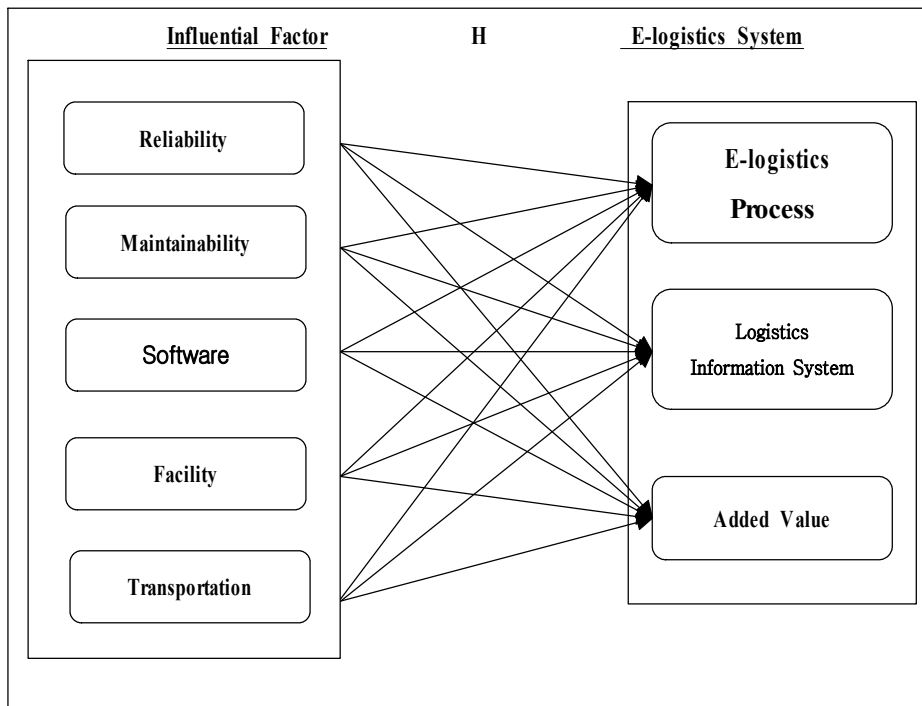 Influential Factor H E-logistics System
Reliability
Maintainability
Software
Facility
Transportation
E-logistics
Process
Logistics
Information System
Added Value